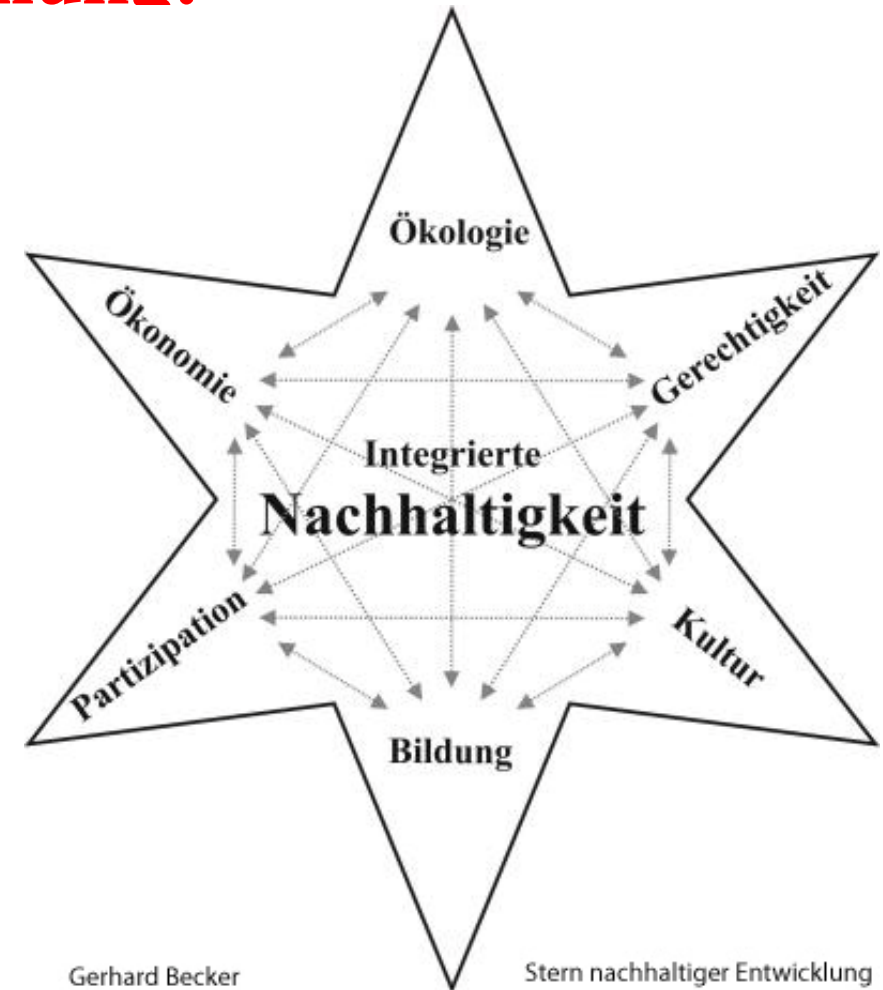 Ökologie
Ökonomie
Gerechtigkeit
Integrierte
Nachhaltigkeit
Partizipation
Kultur
Bildung
Gerhard Becker
Stern nachhaltiger Entwicklung